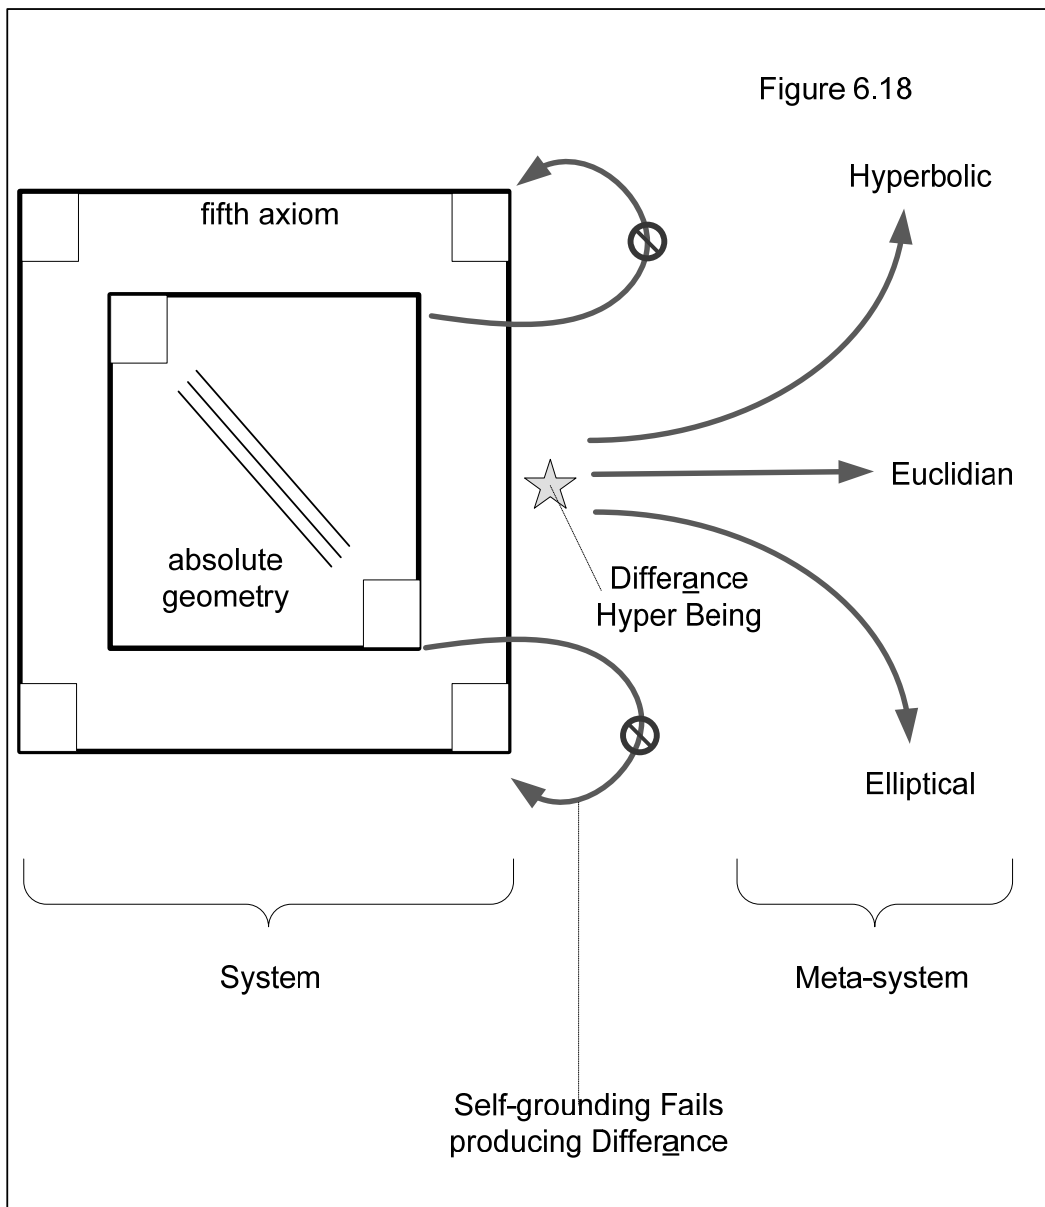 Figure 6.18
Hyperbolic
fifth axiom
Euclidian
absolute
geometry
Differance
Hyper Being
Elliptical
System
Meta-system
Self-grounding Fails
producing Differance